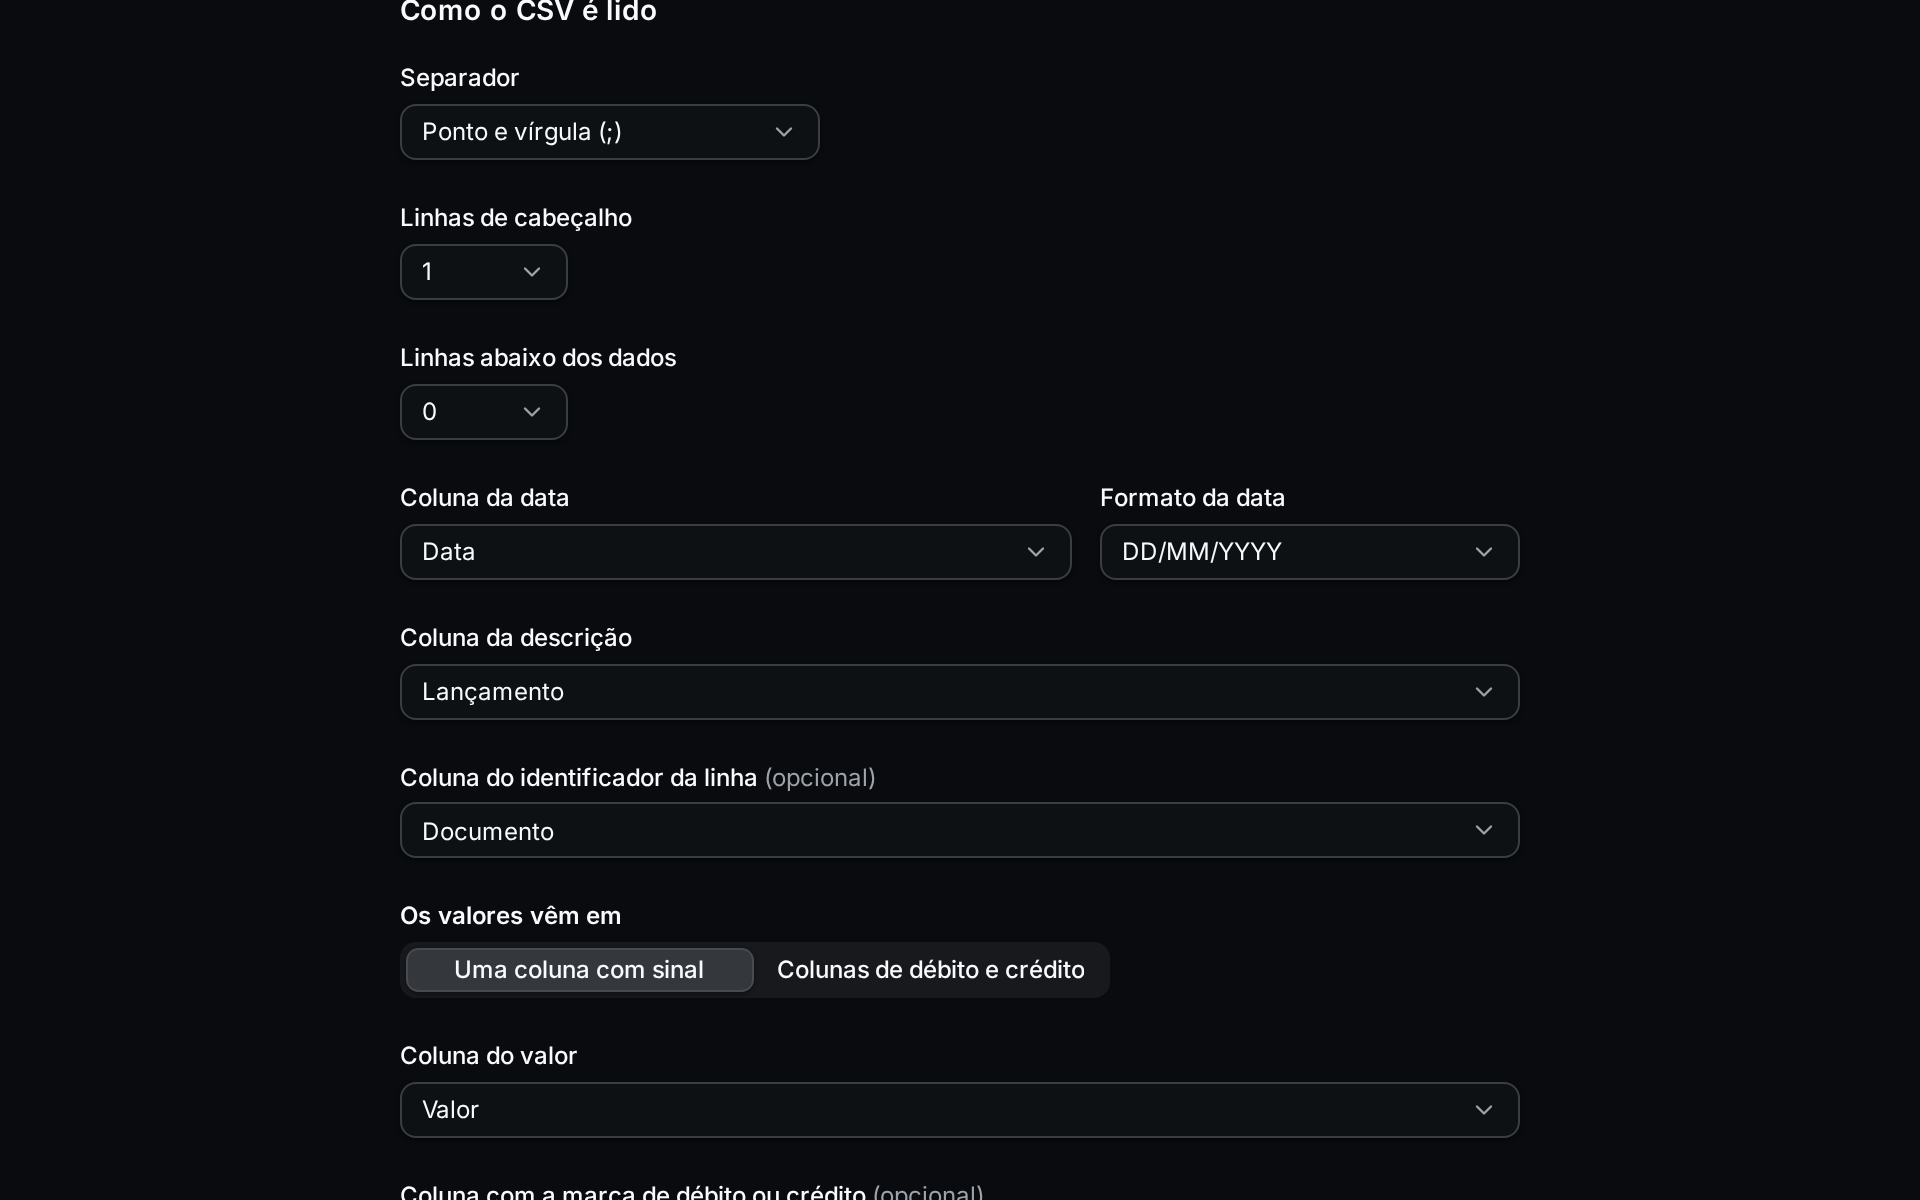 Como o CSV é lido
Separador
Ponto e vírgula (;)
Linhas de cabeçalho
1
Linhas abaixo dos dados
0
Coluna da data
Formato da data
Data
DD/MM/YYYY
Coluna da descrição
Lançamento
Coluna do identificador da linha (opcional)
Documento
Os valores vêm em
Uma coluna com sinal
Colunas de débito e crédito
Coluna do valor
Valor
Coluna com a marca de débito ou crédito (opcional)